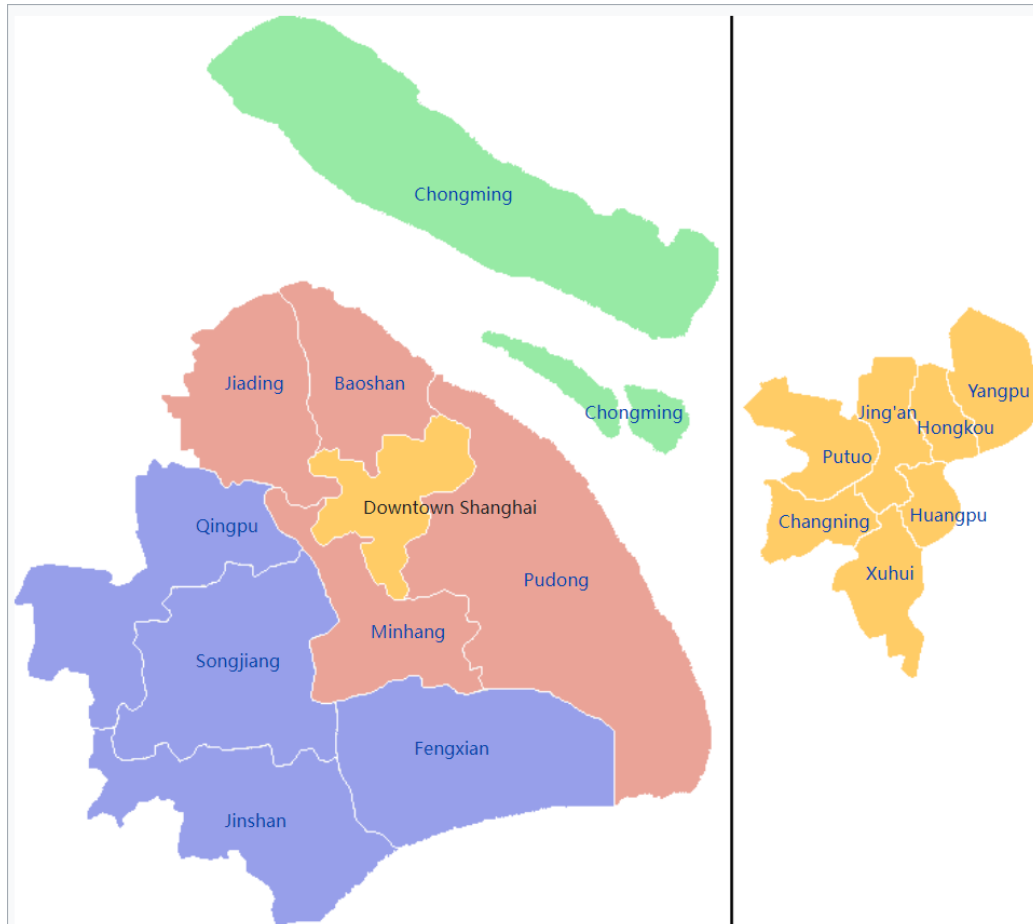 Chongming
Jiading
Baoshan
Chongming
Downtown Shanghai
Qingpu
Pudong
Minhang
Songjiang
Fengxian
Jinshan
Yangpu
Jing'an
Hongkou
Putuo
Huangpu
Changning
Xuhui